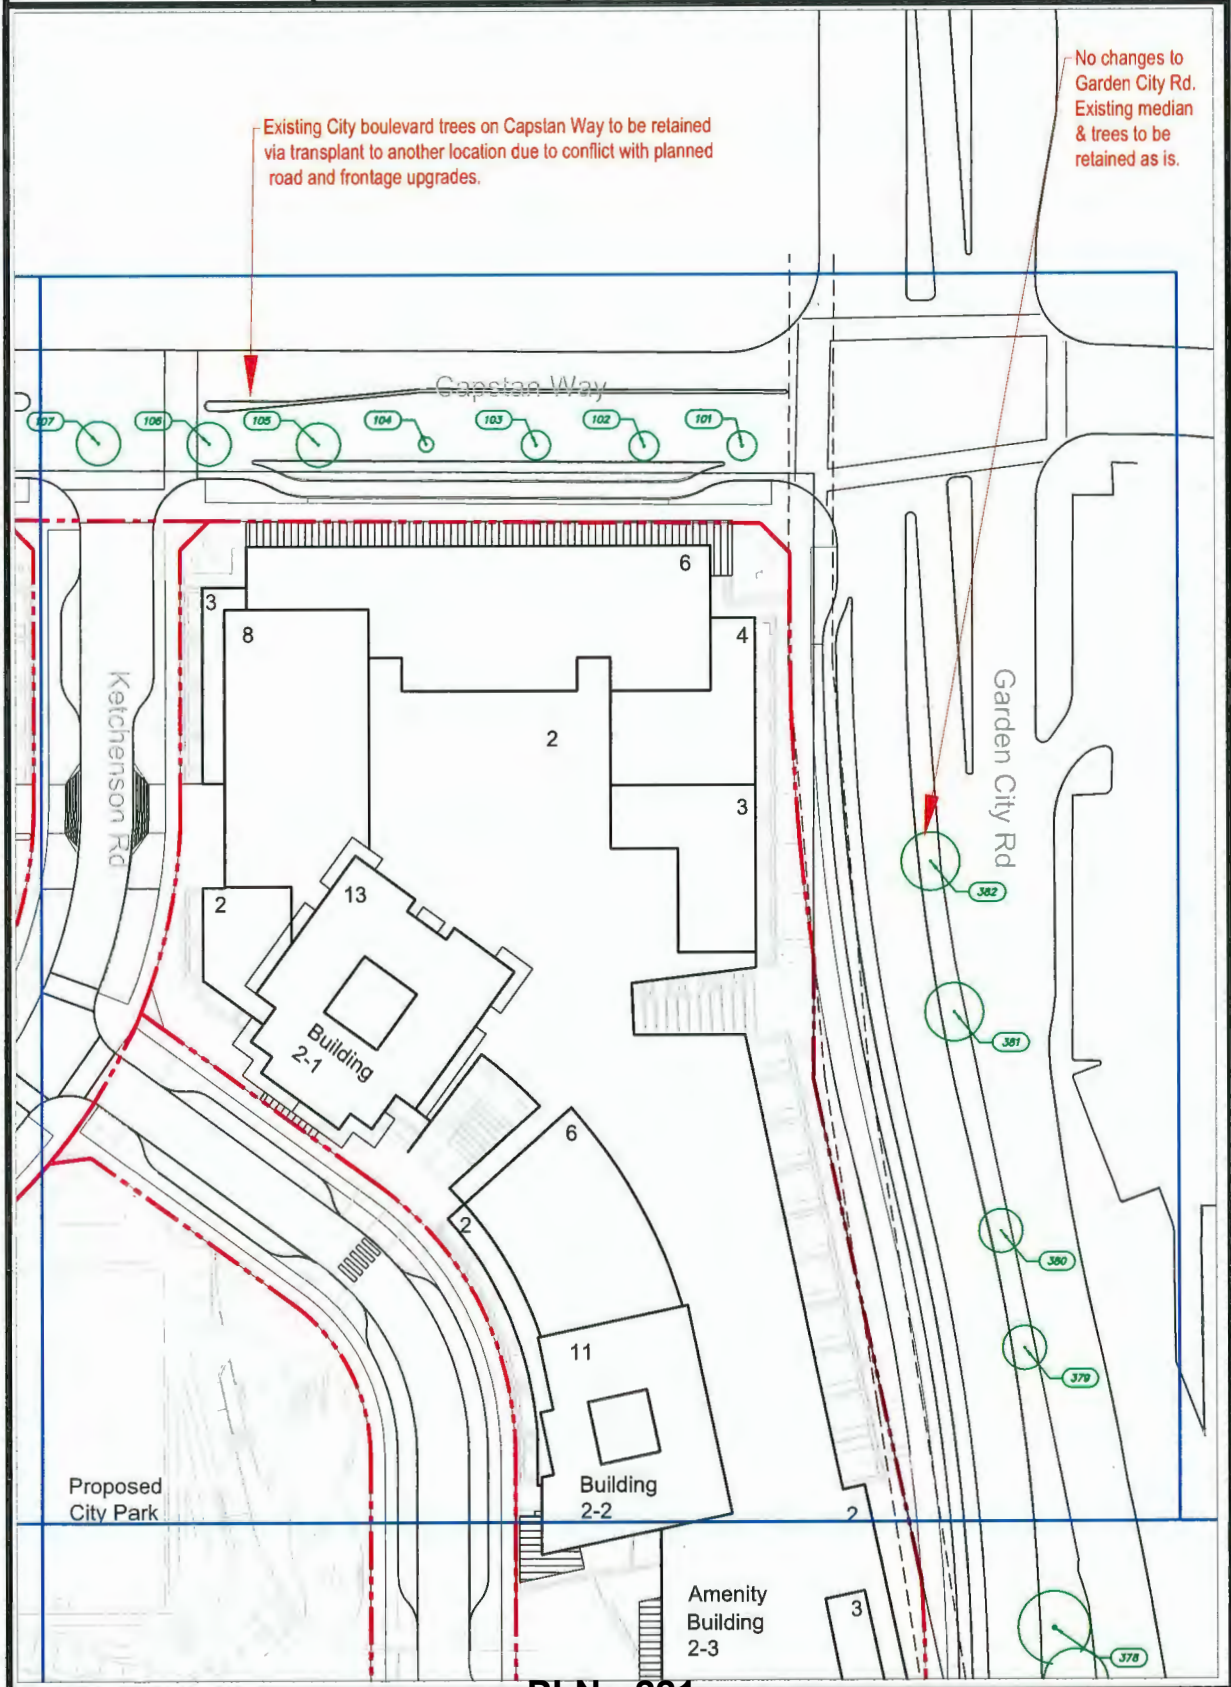 No changes to
Garden City Rd.
Existing median
& trees to be
retained as is.
Existing City boulevard trees on Capstan Way to be retained
via transplant to another location due to conflict with planned
road and frontage upgrades.
Capstan Way
107
106
105
104
103
102
101
6
3
8
4
2
Ketchenson Rd
Garden City Rd
3
382
2
13
381
Building
2-1
6
2
380
11
379
Proposed
City Park
Building
2-2
2
Amenity
Building
2-3
3
378